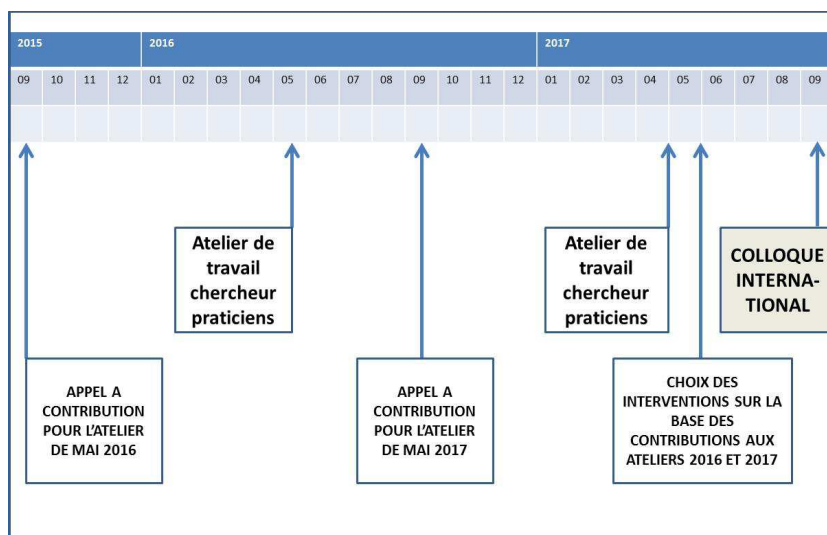 2015 2016 2017
09 10 11 12 01 02 03 04 05 06 07 08 09 10 11 12 01 02 03 04 05 06 07 08 09
Atelier de
travail
chercheur
praticiens
Atelier de
travail
chercheur
praticiens
COLLOQUE
INTERNA-
TIONAL
APPEL A
CONTRIBUTION
POUR L'ATELIER
DE MAI 2016
APPEL A
CONTRIBUTION
POUR L'ATELIER
DE MAI 2017
CHOIX DES
INTERVENTIONS SUR LA
BASE DES
CONTRIBUTIONS AUX
ATELIERS 2016 ET 2017